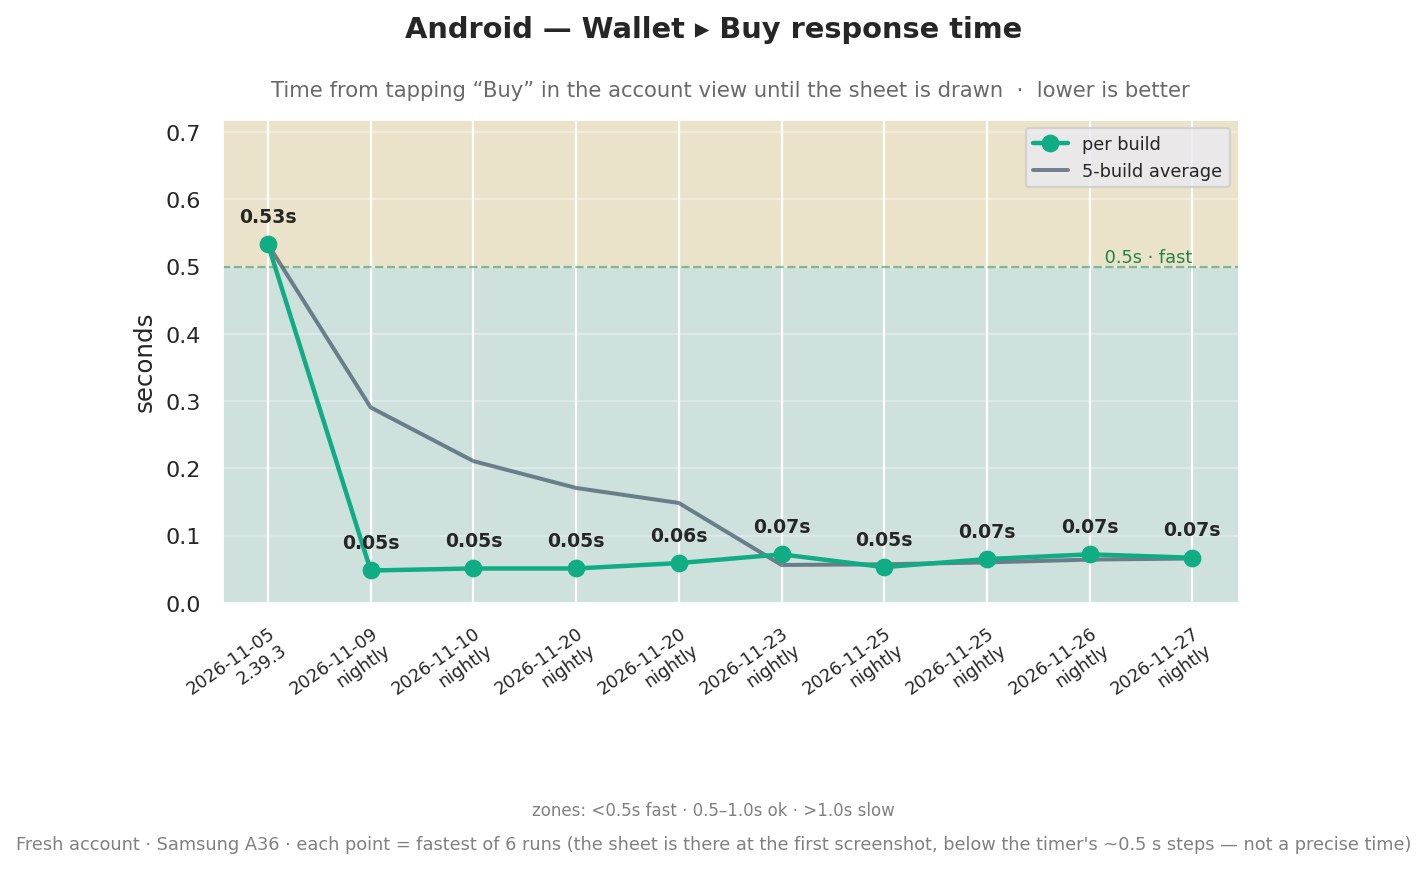 Android — Wallet ▸ Buy response time
Time from tapping “Buy” in the account view until the sheet is drawn · lower is better
per build
5-build average
0.5s · fast
seconds
0.7
0.6
0.5
0.4
0.3
0.2
0.1
0.0
0.53s
0.05s
0.05s
0.05s
0.06s
0.07s
0.05s
0.07s
0.07s
0.07s
2026-11-05
2.39.3
2026-11-09
nightly
2026-11-10
nightly
2026-11-20
nightly
2026-11-20
nightly
2026-11-23
nightly
2026-11-25
nightly
2026-11-25
nightly
2026-11-26
nightly
2026-11-27
nightly
zones: <0.5s fast · 0.5–1.0s ok · >1.0s slow
Fresh account · Samsung A36 · each point = fastest of 6 runs (the sheet is there at the first screenshot, below the timer's ~0.5 s steps — not a precise time)